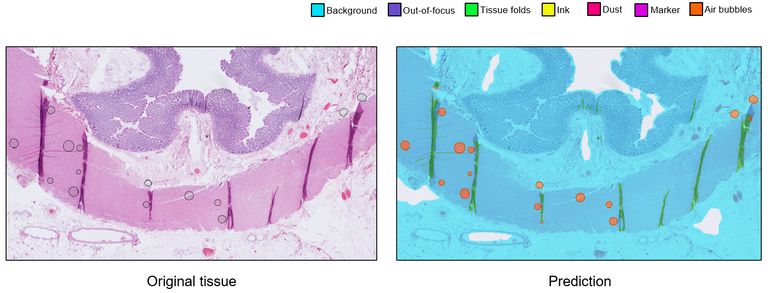 Background Out-of-focus Tissue folds Ink Dust Marker Air bubbles
Original tissue Prediction